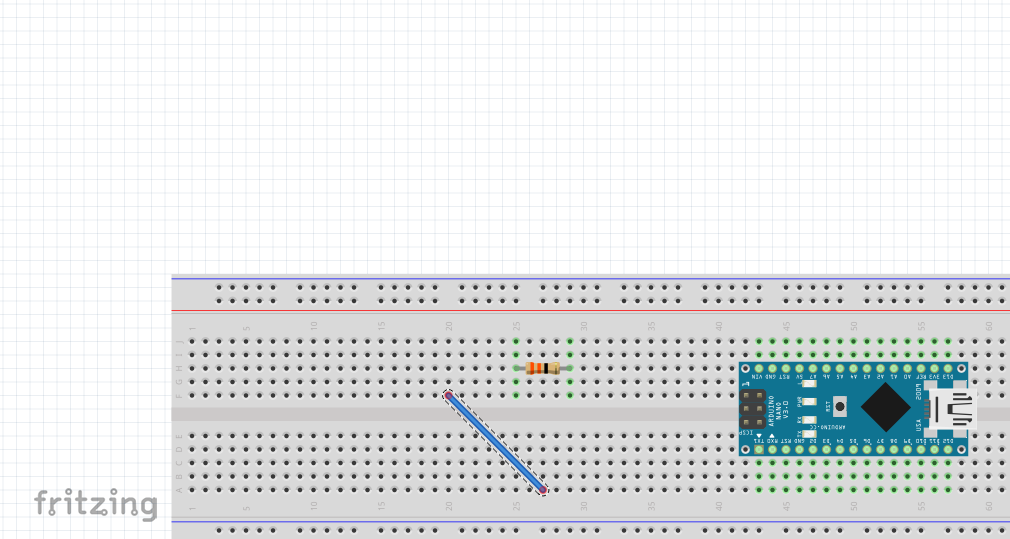 1 5 10 15 20 25 30 35 40 45 50 55 60
J
I
H
G
F
VIN GND RST 5V A7 A6 A5 A4 A3 A2 A1 A0 REF 3V3 D13
1
L
PWR
RST
2009
ARDUINO
NANO
V3.0
ARDUINO.CC
USA
ICSP
TX1 RX0 RST GND D2 D3 D4 D5 D6 D7 D8 D9 D10 D11 D12
E
D
C
B
A
1 5 10 15 20 25 30 35 40 45 50 55 60
fritzing